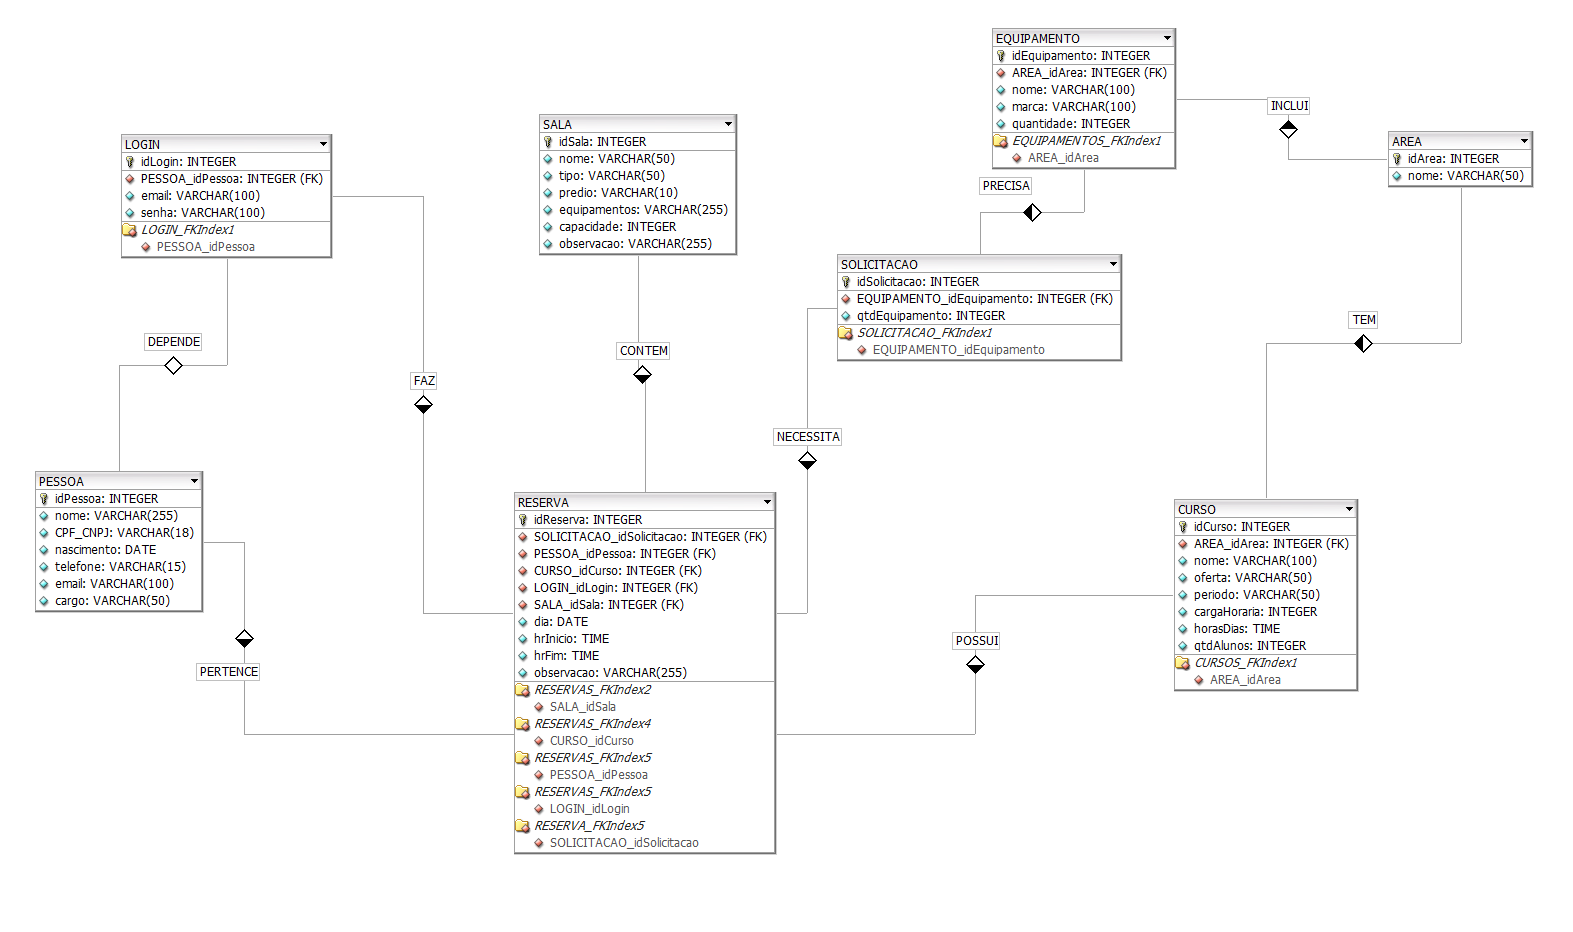 EQUIPAMENTO
idEquipamento: INTEGER
AREA_idArea: INTEGER (FK)
nome: VARCHAR(100)
marca: VARCHAR(100)
quantidade: INTEGER
EQUIPAMENTOS_FKIndex1
AREA_idArea
INCLUI
AREA
idArea: INTEGER
nome: VARCHAR(50)
SALA
idSala: INTEGER
nome: VARCHAR(50)
tipo: VARCHAR(50)
predio: VARCHAR(10)
equipamentos: VARCHAR(255)
capacidade: INTEGER
observacao: VARCHAR(255)
LOGIN
idLogin: INTEGER
PESSOA_idPessoa: INTEGER (FK)
email: VARCHAR(100)
senha: VARCHAR(100)
LOGIN_FKIndex1
PESSOA_idPessoa
PRECISA
SOLICITACAO
idSolicitacao: INTEGER
EQUIPAMENTO_idEquipamento: INTEGER (FK)
qtdEquipamento: INTEGER
SOLICITACAO_FKIndex1
EQUIPAMENTO_idEquipamento
TEM
DEPENDE
CONTEM
FAZ
NECESSITA
PESSOA
idPessoa: INTEGER
nome: VARCHAR(255)
CPF_CNPJ: VARCHAR(18)
nascimento: DATE
telefone: VARCHAR(15)
email: VARCHAR(100)
cargo: VARCHAR(50)
RESERVA
idReserva: INTEGER
SOLICITACAO_idSolicitacao: INTEGER (FK)
PESSOA_idPessoa: INTEGER (FK)
CURSO_idCurso: INTEGER (FK)
LOGIN_idLogin: INTEGER (FK)
SALA_idSala: INTEGER (FK)
dia: DATE
hrInicio: TIME
hrFim: TIME
observacao: VARCHAR(255)
RESERVAS_FKIndex2
SALA_idSala
RESERVAS_FKIndex4
CURSO_idCurso
RESERVAS_FKIndex5
PESSOA_idPessoa
RESERVAS_FKIndex5
LOGIN_idLogin
RESERVA_FKIndex5
SOLICITACAO_idSolicitacao
CURSO
idCurso: INTEGER
AREA_idArea: INTEGER (FK)
nome: VARCHAR(100)
oferta: VARCHAR(50)
periodo: VARCHAR(50)
cargaHoraria: INTEGER
horasDias: TIME
qtdAlunos: INTEGER
CURSOS_FKIndex1
AREA_idArea
POSSUI
PERTENCE